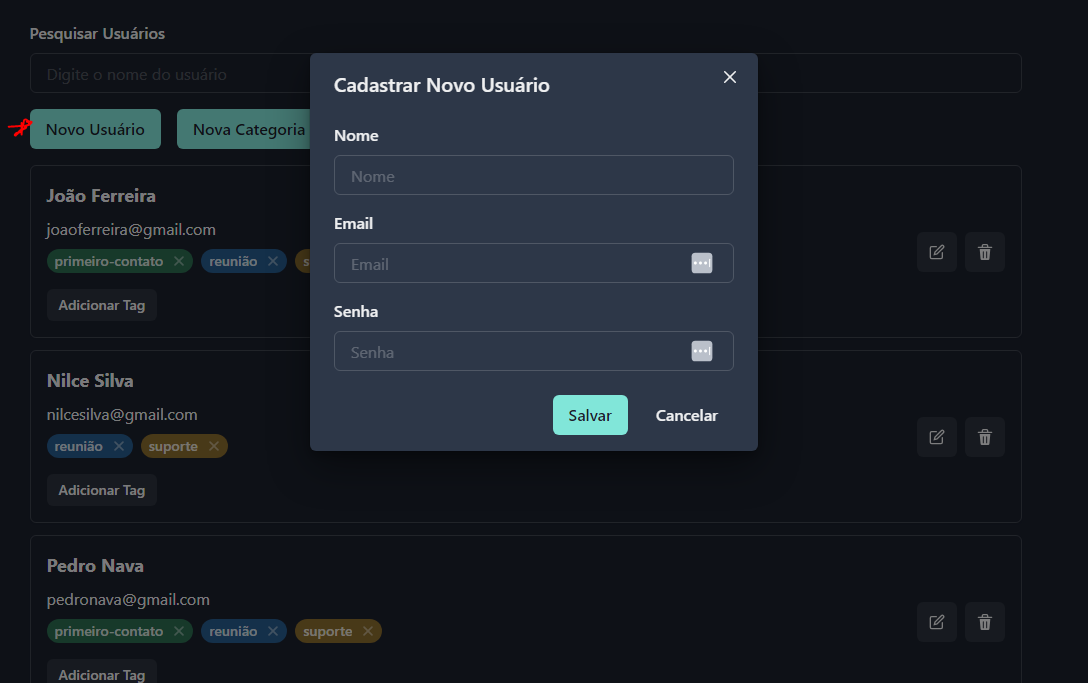 Pesquisar Usuários
Digite o nome do usuário
Novo Usuário
Nova Categoria
Cadastrar Novo Usuário
Nome
Nome
Email
Email
Senha
Senha
Salvar Cancelar
João Ferreira
joaoferreira@gmail.com
primeiro-contato reunião s
Adicionar Tag
Nilce Silva
nilcesilva@gmail.com
reunião suporte
Adicionar Tag
Pedro Nava
pedronava@gmail.com
primeiro-contato reunião suporte
Adicionar Tag